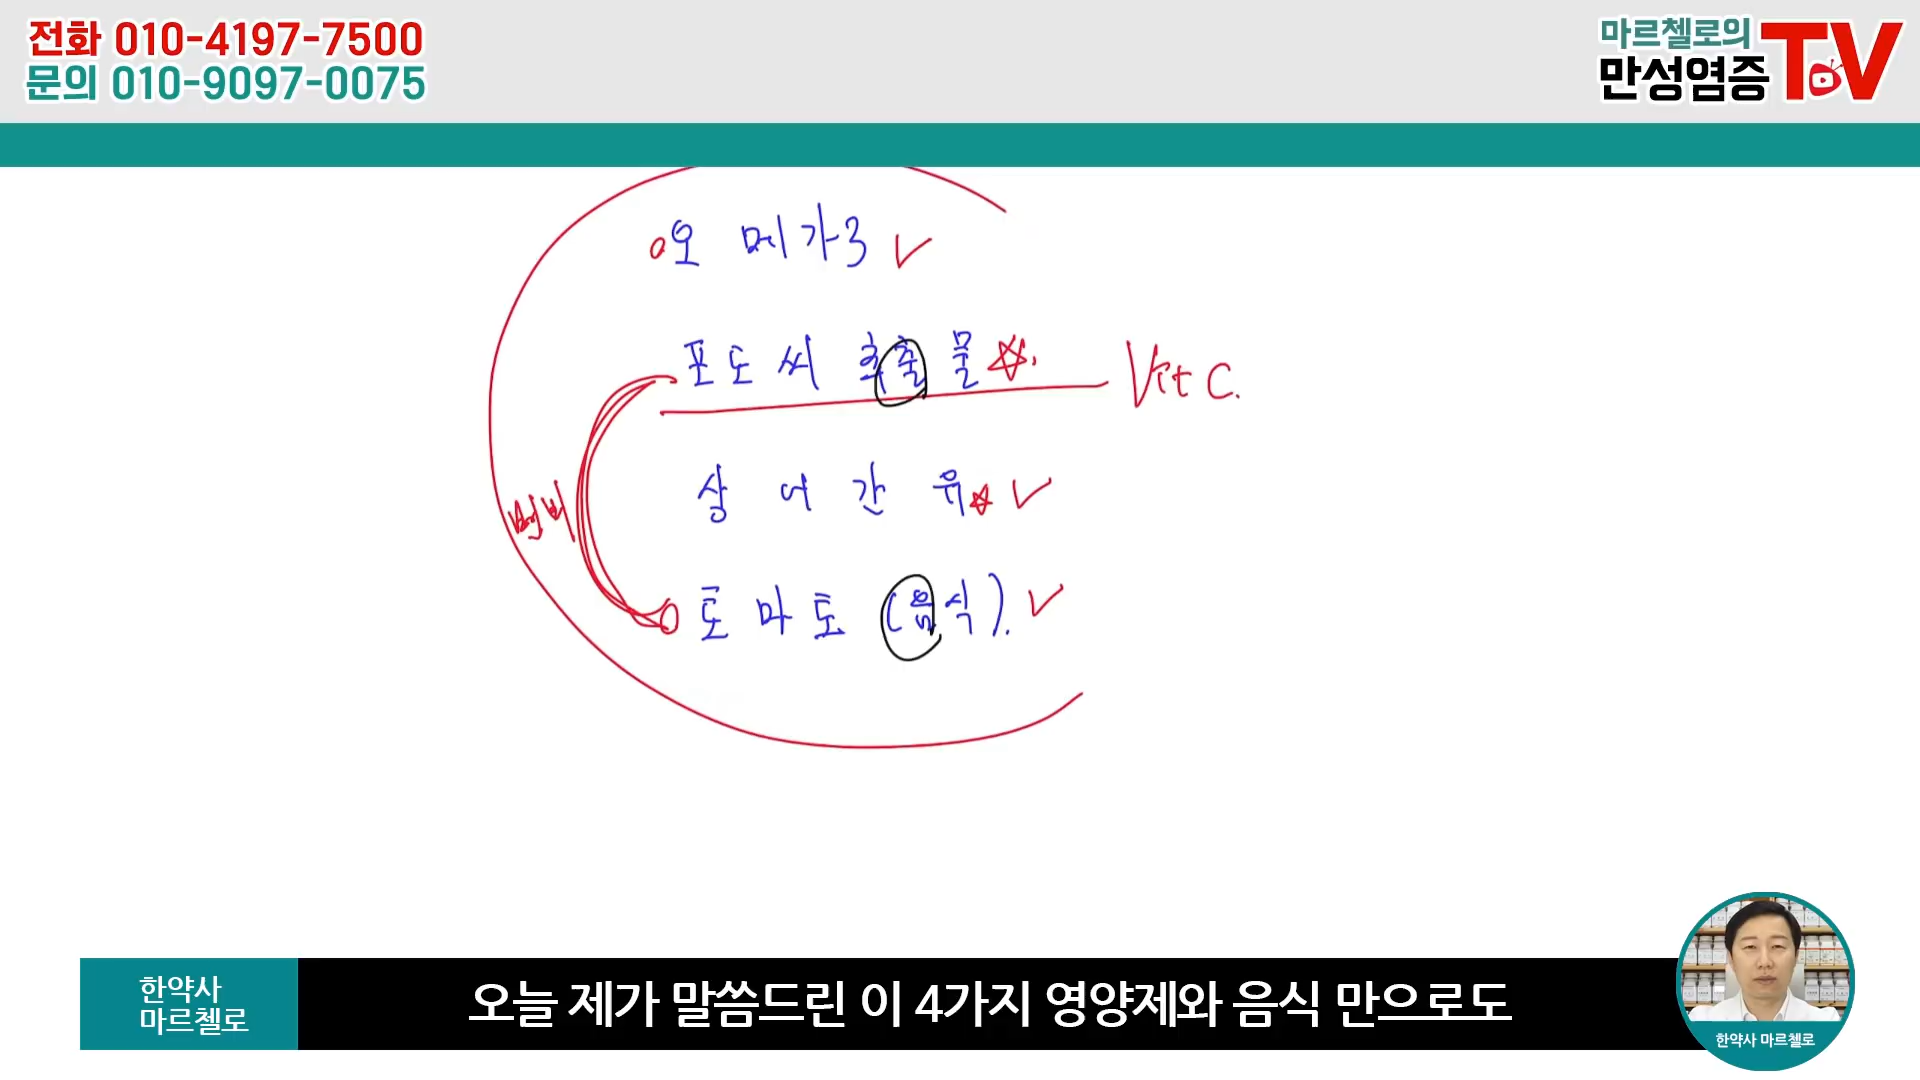 전화 010-4197-7500
문의 010-9097-0075
마르첼로의
만성염증 TV
오메가3
포도씨 추출물
Vit C.
상어간유
토마토 (음식).
한약사
마르첼로
오늘 제가 말씀드린 이 4가지 영양제와 음식 만으로도
한약사 마르첼로